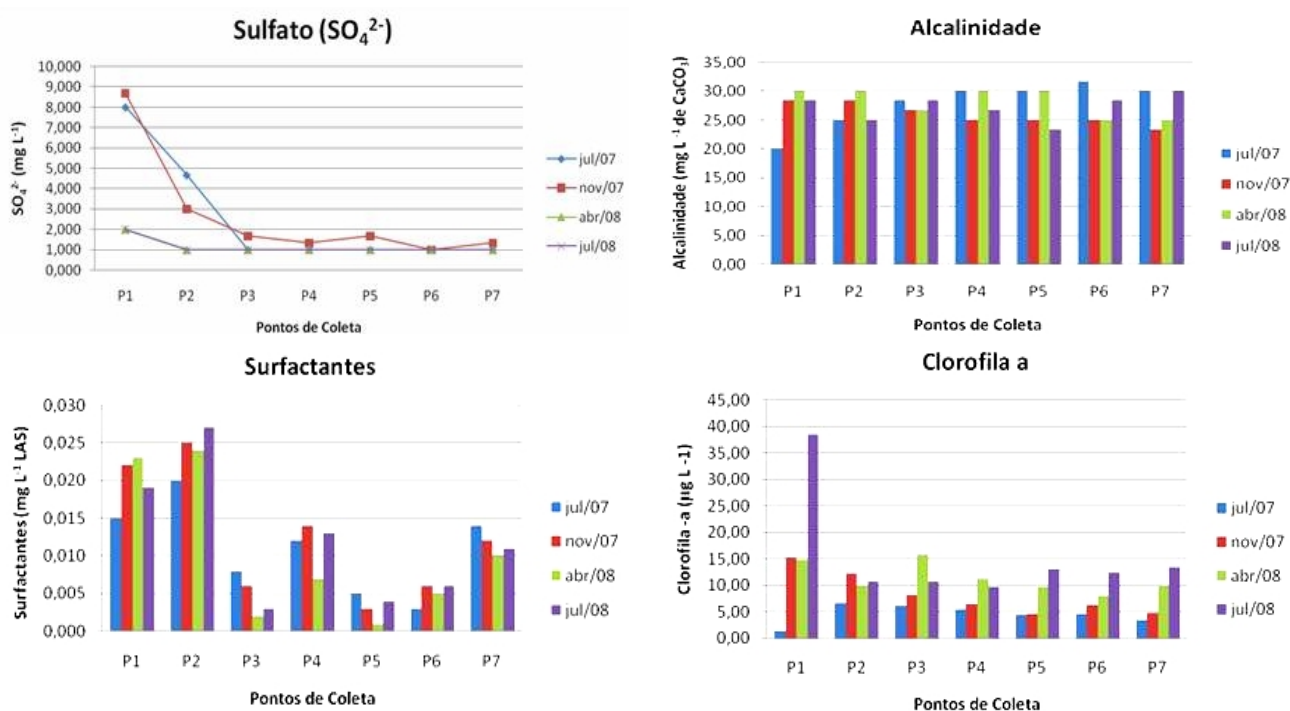 Sulfato (SO₄²⁻)
SO₄²⁻ (mg L⁻¹)
10,000
9,000
8,000
7,000
6,000
5,000
4,000
3,000
2,000
1,000
0,000
P1 P2 P3 P4 P5 P6 P7
Pontos de Coleta
jul/07
nov/07
abr/08
jul/08
Alcalinidade
Alcalinidade (mg L⁻¹ de CaCO₃)
35,00
30,00
25,00
20,00
15,00
10,00
5,00
0,00
P1 P2 P3 P4 P5 P6 P7
Pontos de Coleta
jul/07
nov/07
abr/08
jul/08
Surfactantes
Surfactantes (mg L⁻¹ LAS)
0,030
0,025
0,020
0,015
0,010
0,005
0,000
P1 P2 P3 P4 P5 P6 P7
Pontos de Coleta
jul/07
nov/07
abr/08
jul/08
Clorofila a
Clorofila -a (µg L -1)
45,00
40,00
35,00
30,00
25,00
20,00
15,00
10,00
5,00
0,00
P1 P2 P3 P4 P5 P6 P7
Pontos de Coleta
jul/07
nov/07
abr/08
jul/08